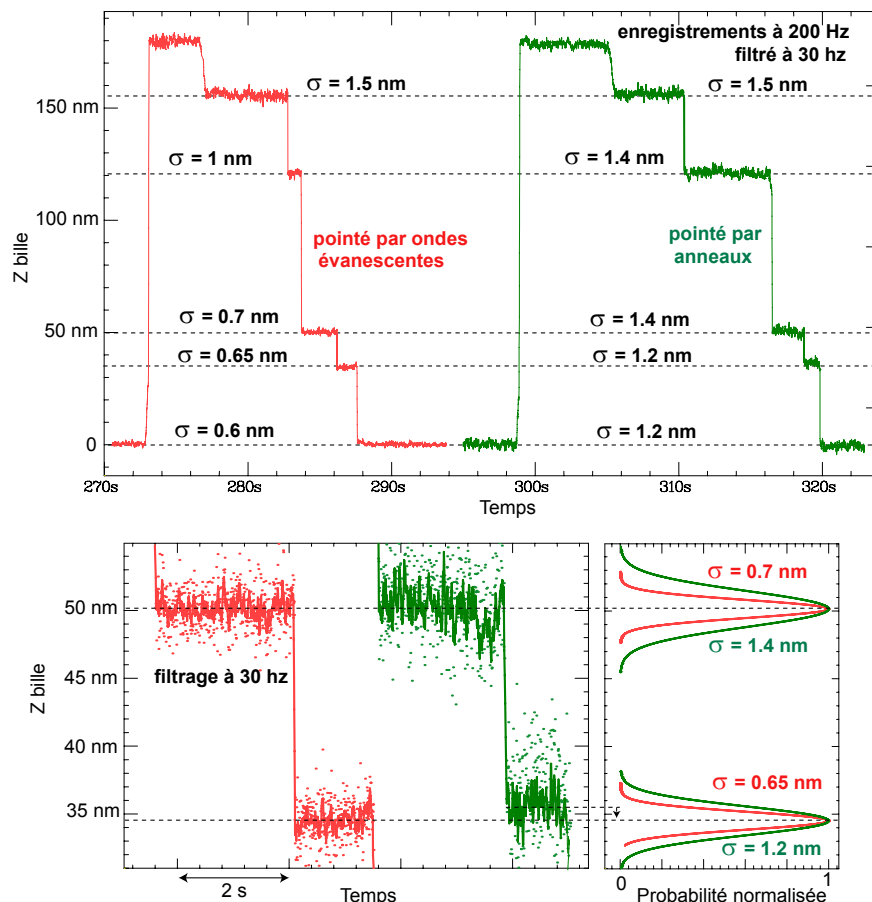 enregistrements à 200 Hz
filtré à 30 hz
150 nm
σ = 1.5 nm
σ = 1.5 nm
σ = 1 nm
σ = 1.4 nm
100 nm
Z bille
pointé par ondes
évanescentes
pointé par
anneaux
50 nm
σ = 0.7 nm
σ = 1.4 nm
σ = 0.65 nm
σ = 1.2 nm
σ = 0.6 nm
σ = 1.2 nm
0
270s 280s 290s 300s 310s 320s
Temps
50 nm
45 nm
40 nm
35 nm
Z bille
filtrage à 30 hz
σ = 0.7 nm
σ = 1.4 nm
σ = 0.65 nm
σ = 1.2 nm
2 s
Temps
0 1
Probabilité normalisée